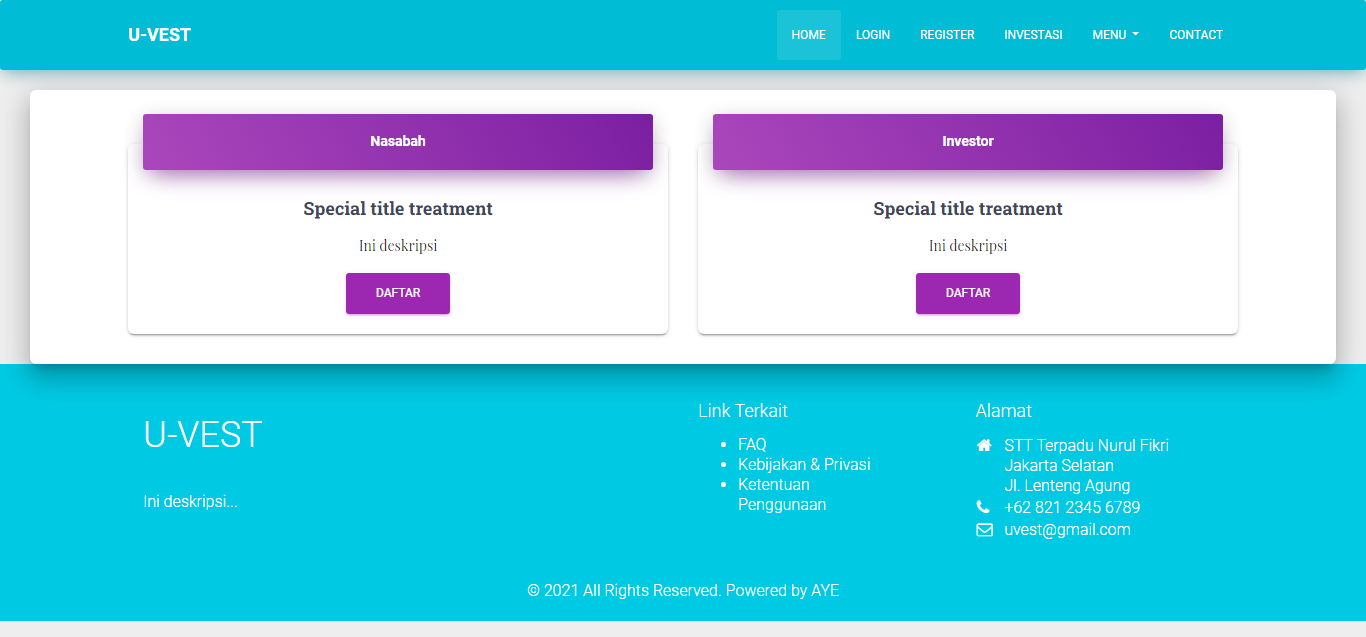 U-VEST
HOME
LOGIN
REGISTER
INVESTASI
MENU
CONTACT
Nasabah
Special title treatment
Ini deskripsi
DAFTAR
Investor
Special title treatment
Ini deskripsi
DAFTAR
U-VEST
Ini deskripsi...
Link Terkait
FAQ
Kebijakan & Privasi
Ketentuan
Penggunaan
Alamat
STT Terpadu Nurul Fikri
Jakarta Selatan
Jl. Lenteng Agung
+62 821 2345 6789
uvest@gmail.com
© 2021 All Rights Reserved. Powered by AYE